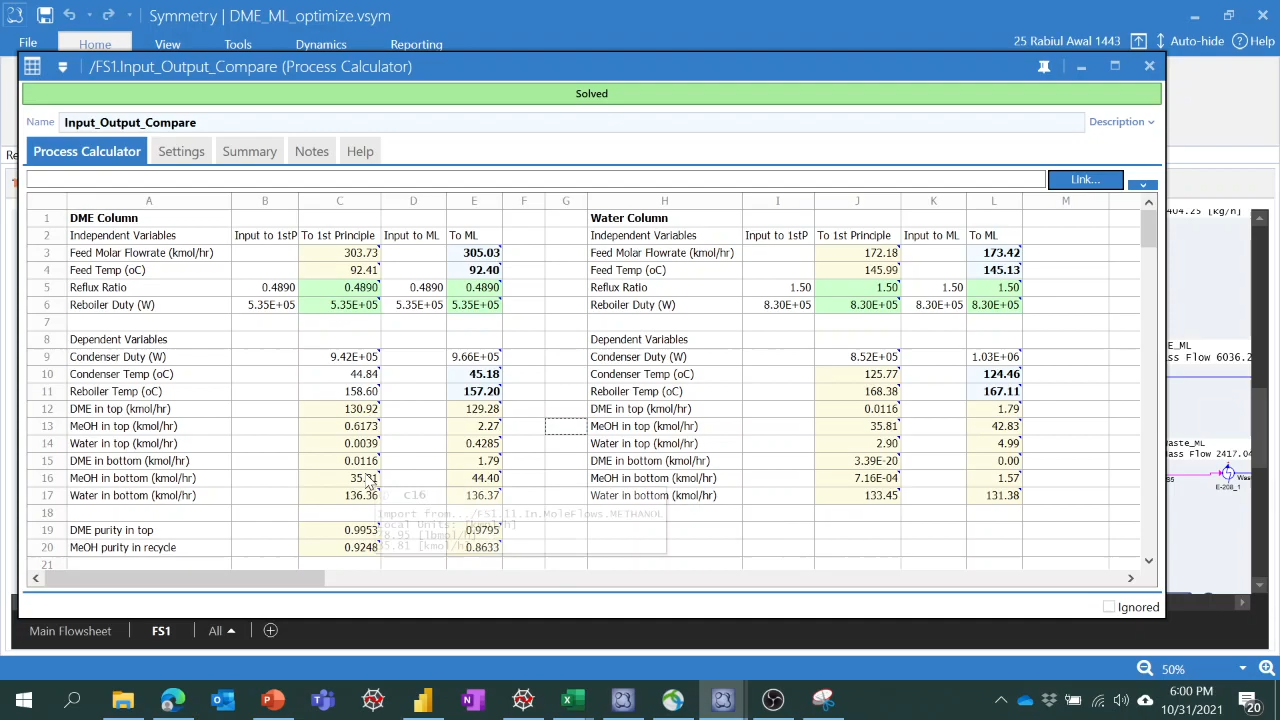 Symmetry | DME_ML_optimize.vsym
File Home View Tools Dynamics Reporting 25 Rabiul Awal 1443 Auto-hide Help
/FS1.Input_Output_Compare (Process Calculator)
Solved
Name Input_Output_Compare Description
Process Calculator Settings Summary Notes Help
Link...
A B C D E F G H I J K L M
1 DME Column Water Column
2 Independent Variables Input to 1stP To 1st Principle Input to ML To ML Independent Variables Input to 1stP To 1st Principle Input to ML To ML
3 Feed Molar Flowrate (kmol/hr) 303.73 305.03 Feed Molar Flowrate (kmol/hr) 172.18 173.42
4 Feed Temp (oC) 92.41 92.40 Feed Temp (oC) 145.99 145.13
5 Reflux Ratio 0.4890 0.4890 0.4890 0.4890 Reflux Ratio 1.50 1.50 1.50 1.50
6 Reboiler Duty (W) 5.35E+05 5.35E+05 5.35E+05 5.35E+05 Reboiler Duty (W) 8.30E+05 8.30E+05 8.30E+05 8.30E+05
7
8 Dependent Variables Dependent Variables
9 Condenser Duty (W) 9.42E+05 9.66E+05 Condenser Duty (W) 8.52E+05 1.03E+06
10 Condenser Temp (oC) 44.84 45.18 Condenser Temp (oC) 125.77 124.46
11 Reboiler Temp (oC) 158.60 157.20 Reboiler Temp (oC) 168.38 167.11
12 DME in top (kmol/hr) 130.92 129.28 DME in top (kmol/hr) 0.0116 1.79
13 MeOH in top (kmol/hr) 0.6173 2.27 MeOH in top (kmol/hr) 35.81 42.83
14 Water in top (kmol/hr) 0.0039 0.4285 Water in top (kmol/hr) 2.90 4.99
15 DME in bottom (kmol/hr) 0.0116 1.79 DME in bottom (kmol/hr) 3.39E-20 0.00
16 MeOH in bottom (kmol/hr) 44.40 MeOH in bottom (kmol/hr) 7.16E-04 1.57
17 Water in bottom (kmol/hr) 136.36 136.37 Water in bottom (kmol/hr) 133.45 131.38
18
19 DME purity in top 0.9953 0.9795
20 MeOH purity in recycle 0.9248 0.8633
21
c16
Import from.../FS1.11.In.MoleFlows.METHANOL
Ignored
Main Flowsheet FS1 All
50%
6:00 PM
10/31/2021
20